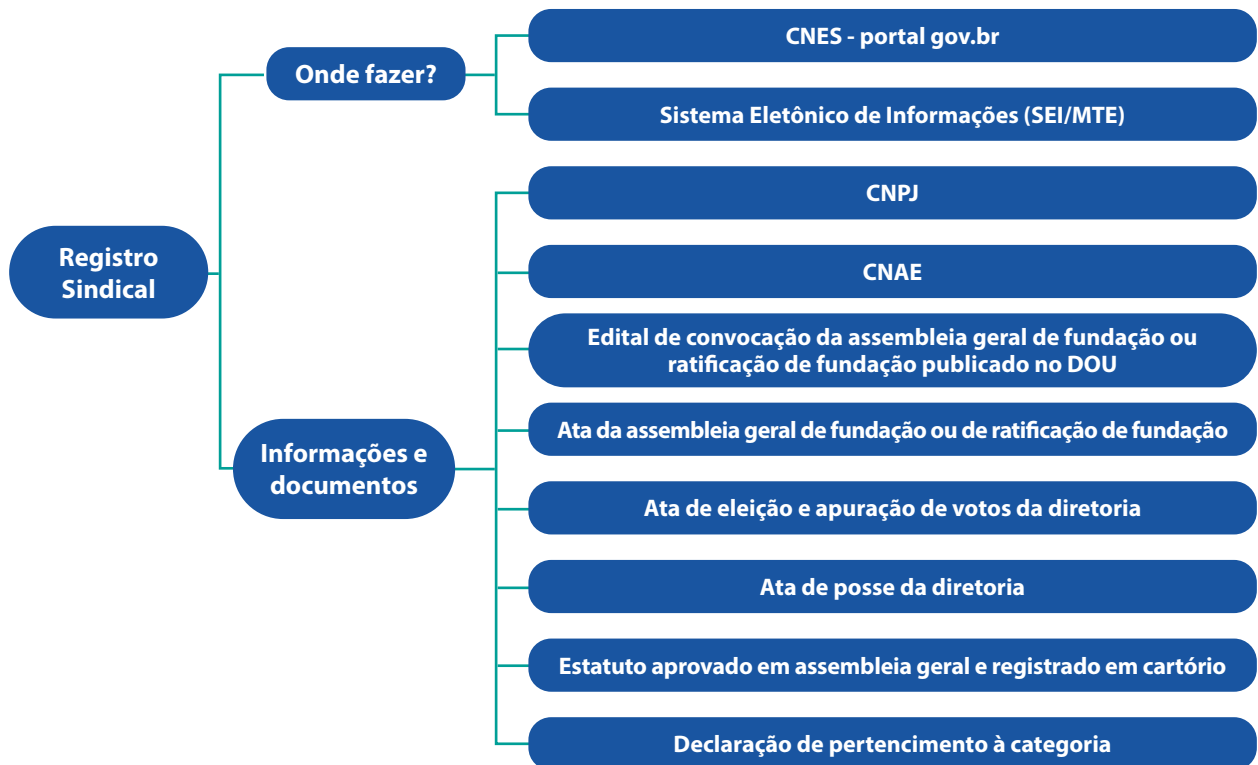 Registro
Sindical
Onde fazer?
CNES - portal gov.br
Sistema Eletônico de Informações (SEI/MTE)
Informações e
documentos
CNPJ
CNAE
Edital de convocação da assembleia geral de fundação ou
ratificação de fundação publicado no DOU
Ata da assembleia geral de fundação ou de ratificação de fundação
Ata de eleição e apuração de votos da diretoria
Ata de posse da diretoria
Estatuto aprovado em assembleia geral e registrado em cartório
Declaração de pertencimento à categoria